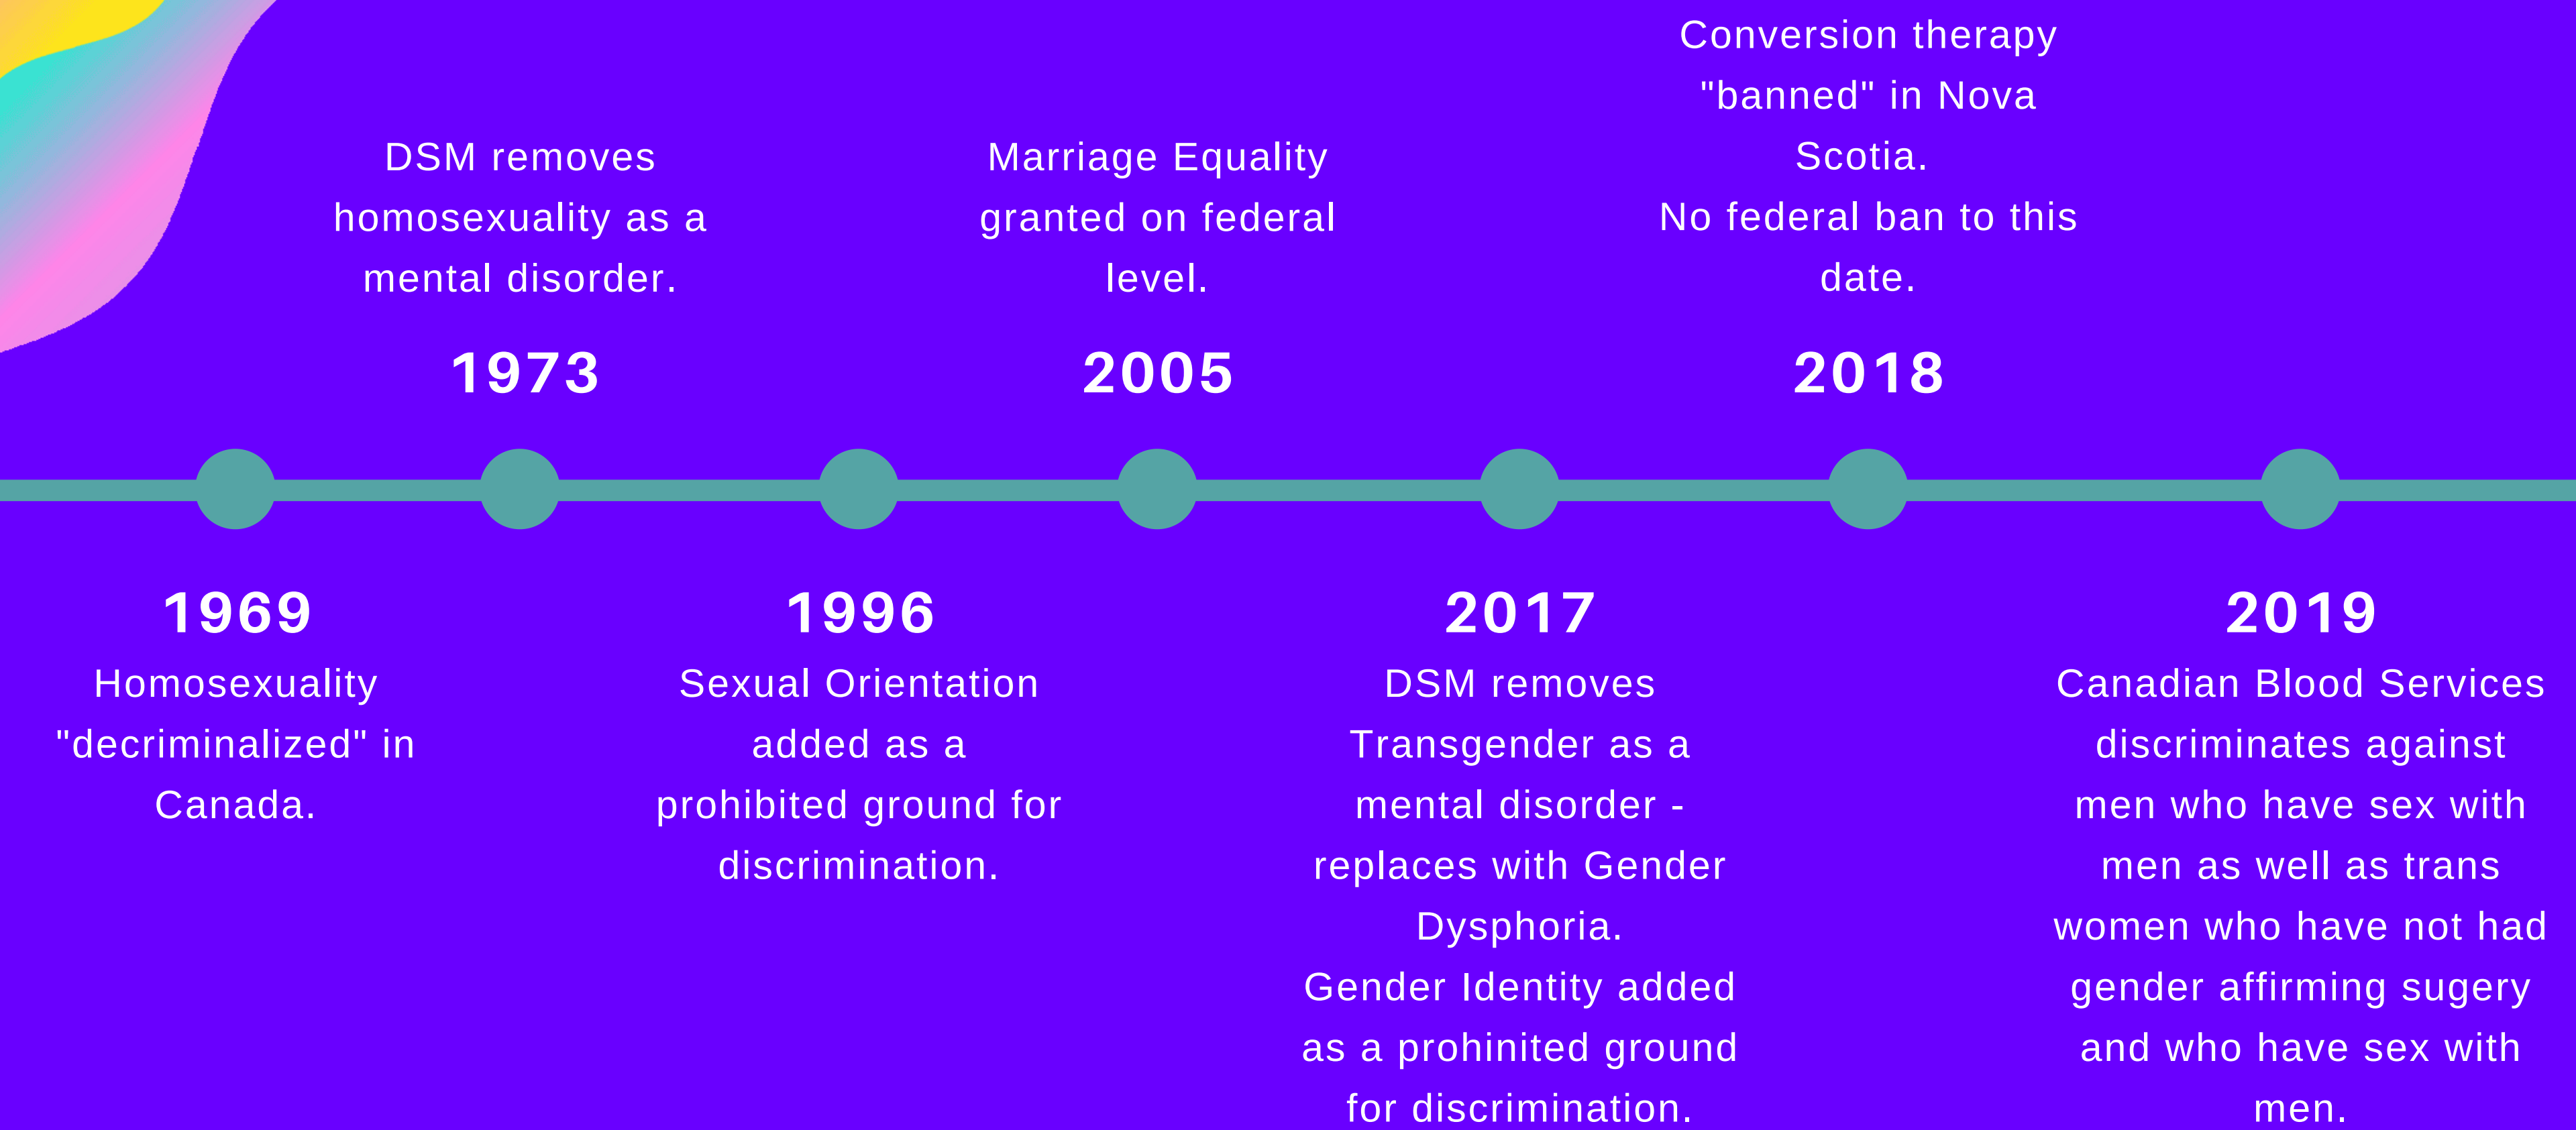 Homosexuality
"decriminalized" in
Canada.
1969
DSM removes
homosexuality as a
mental disorder.
1973
1996
Sexual Orientation
added as a
prohibited ground for
discrimination.
Marriage Equality
granted on federal
level.
2005
2017
DSM removes
Transgender as a
mental disorder -
replaces with Gender
Dysphoria.
Gender Identity added
as a prohinited ground
for discrimination.
Conversion therapy
"banned" in Nova
Scotia.
No federal ban to this
date.
2018
2019
Canadian Blood Services
discriminates against
men who have sex with
men as well as trans
women who have not had
gender affirming sugery
and who have sex with
men.